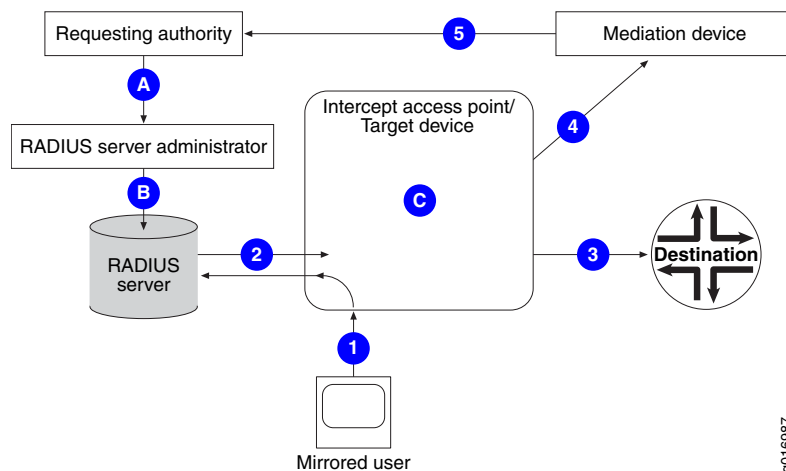 Requesting authority
5
Mediation device
A
Intercept access point/
Target device
4
RADIUS server administrator
B
C
RADIUS
server
2
3
Destination
1
Mirrored user
g016987